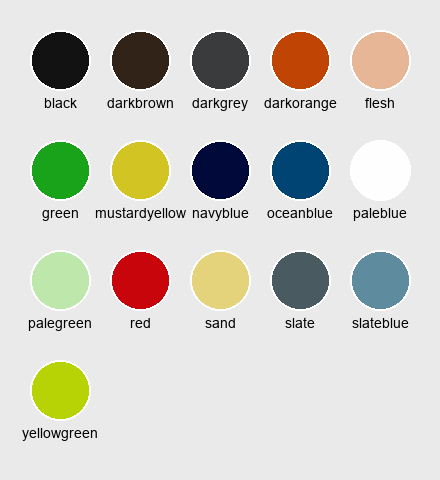 black darkbrown darkgrey darkorange flesh
green mustardyellow navyblue oceanblue paleblue
palegreen red sand slate slateblue
yellowgreen